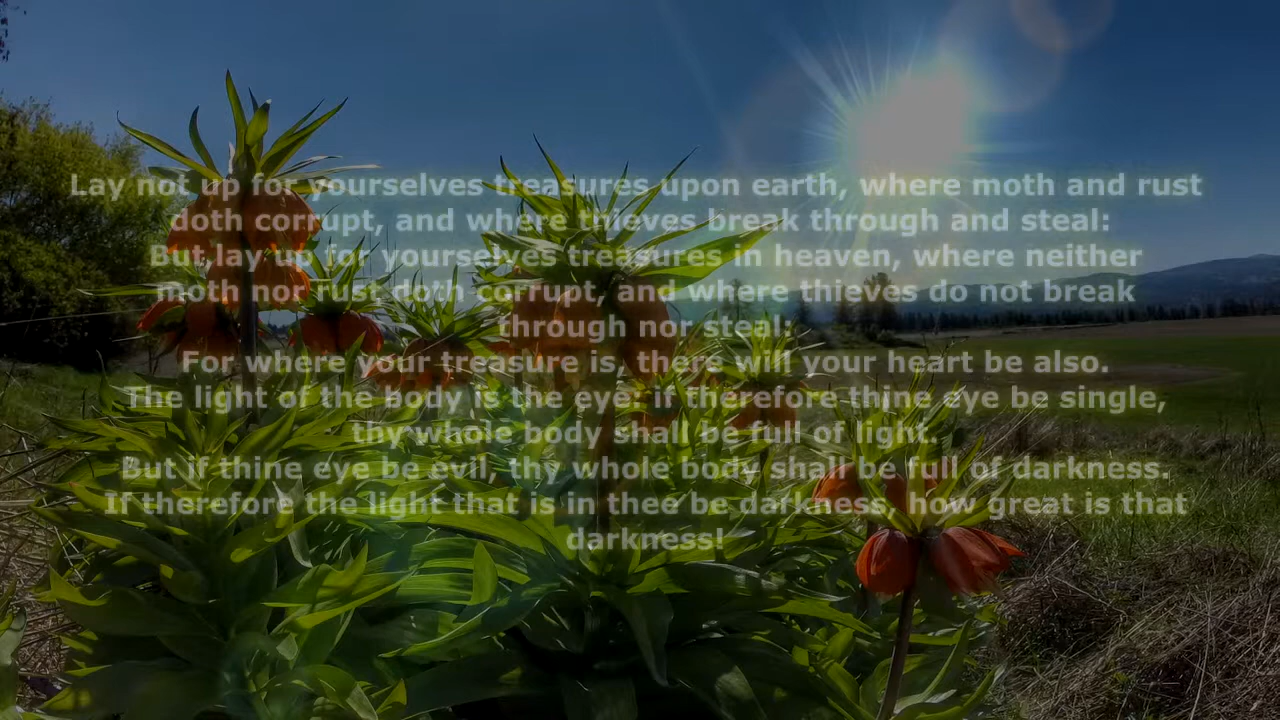 Lay not up for yourselves treasures upon earth, where moth and rust
doth corrupt, and where thieves break through and steal:
But lay up for yourselves treasures in heaven, where neither
moth nor rust doth corrupt, and where thieves do not break
through nor steal:
For where your treasure is, there will your heart be also.
The light of the body is the eye: if therefore thine eye be single,
thy whole body shall be full of light.
But if thine eye be evil, thy whole body shall be full of darkness.
If therefore the light that is in thee be darkness, how great is that
darkness!